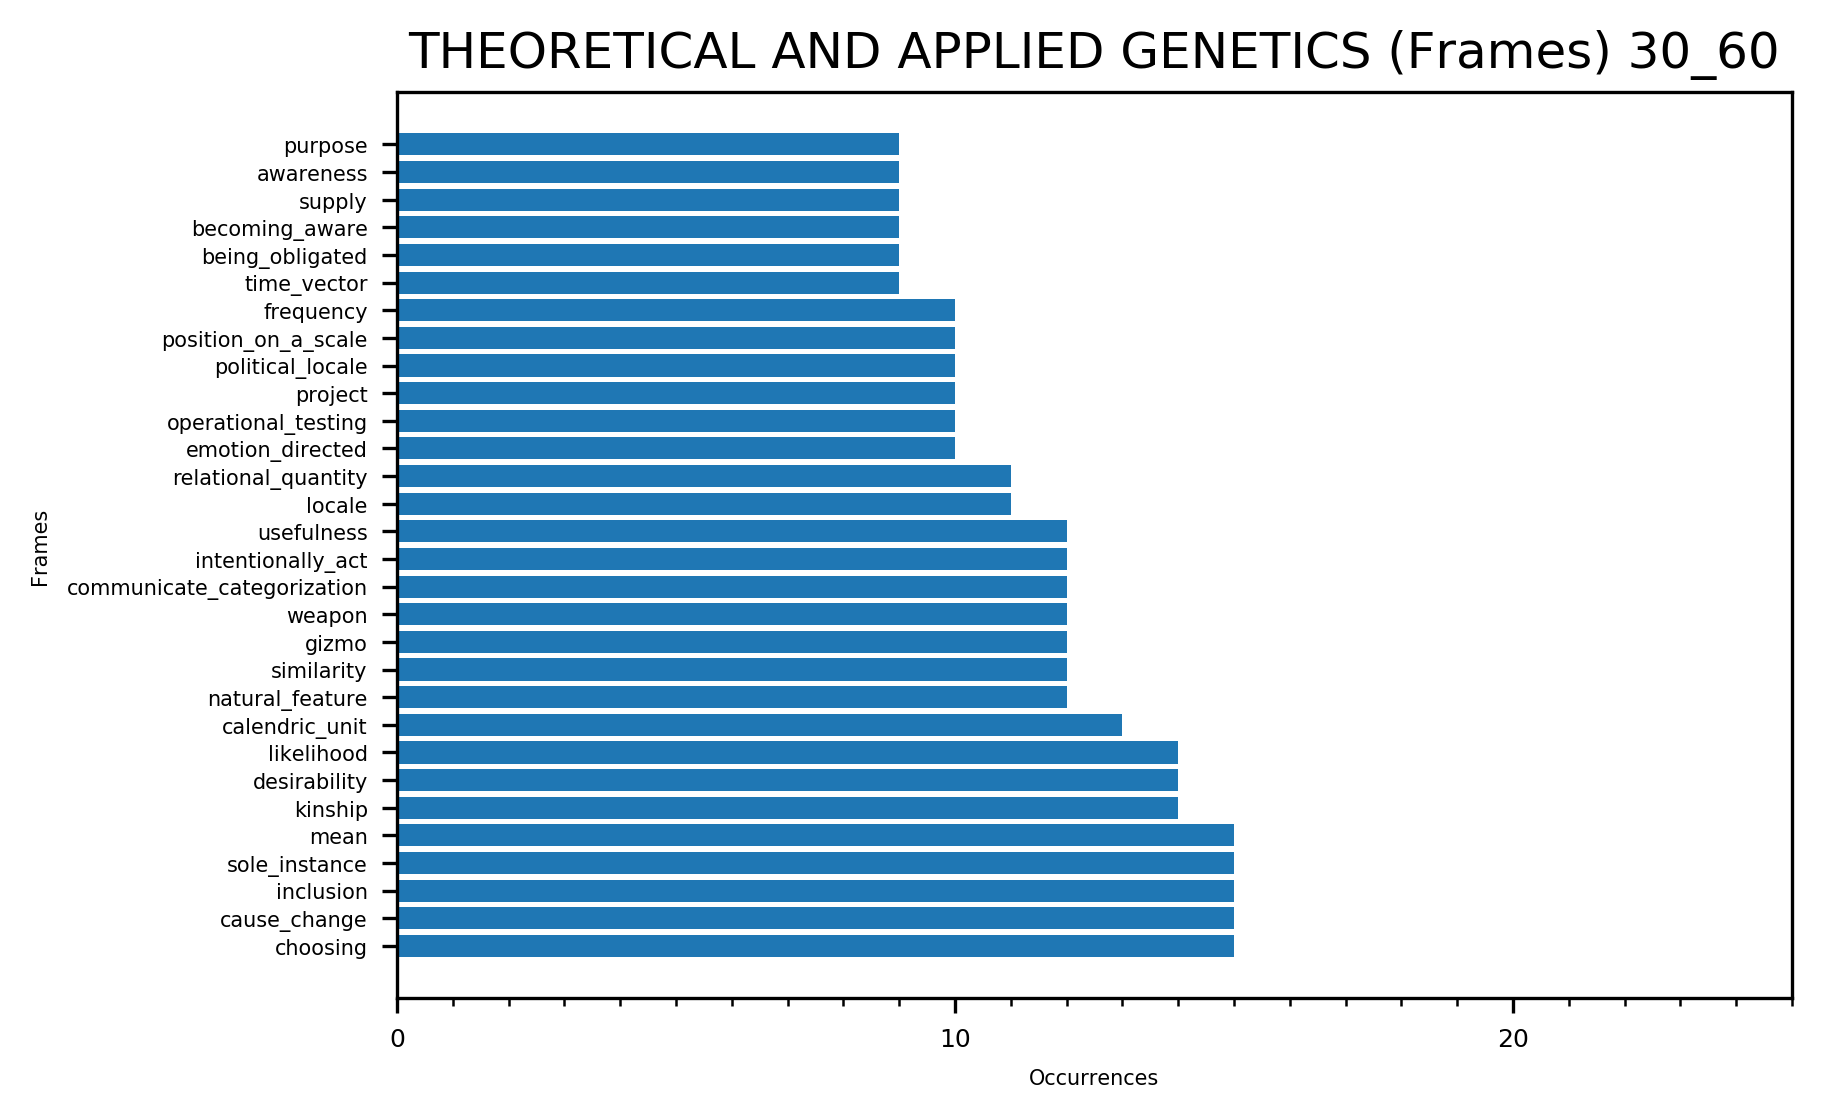 THEORETICAL AND APPLIED GENETICS (Frames) 30_60
Frames
purpose
awareness
supply
becoming_aware
being_obligated
time_vector
frequency
position_on_a_scale
political_locale
project
operational_testing
emotion_directed
relational_quantity
locale
usefulness
intentionally_act
communicate_categorization
weapon
gizmo
similarity
natural_feature
calendric_unit
likelihood
desirability
kinship
mean
sole_instance
inclusion
cause_change
choosing
0 10 20
Occurrences